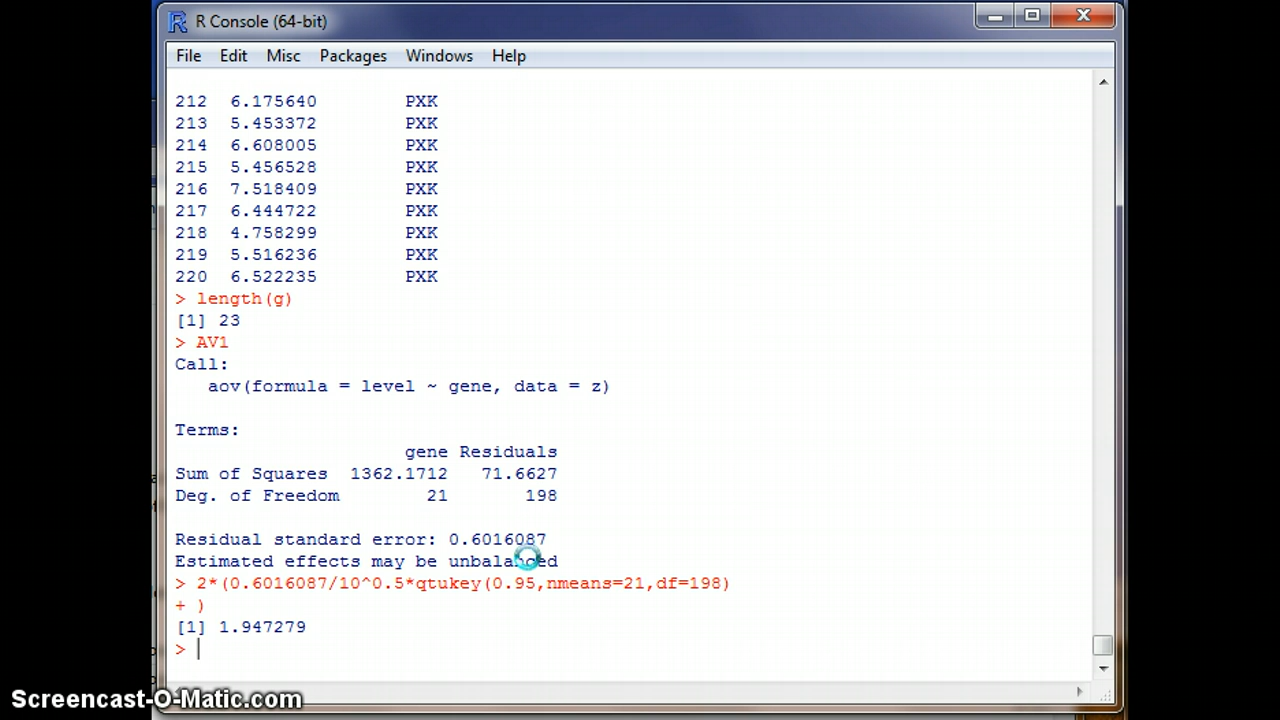 R Console (64-bit)
File Edit Misc Packages Windows Help
212 6.175640 PXK
213 5.453372 PXK
214 6.608005 PXK
215 5.456528 PXK
216 7.518409 PXK
217 6.444722 PXK
218 4.758299 PXK
219 5.516236 PXK
220 6.522235 PXK
> length(g)
[1] 23
> AV1
Call:
aov(formula = level ~ gene, data = z)
Terms:
gene Residuals
Sum of Squares 1362.1712 71.6627
Deg. of Freedom 21 198
Residual standard error: 0.6016087
Estimated effects may be unbalanced
> 2*(0.6016087/10^0.5*qtukey(0.95,nmeans=21,df=198)
+ )
[1] 1.947279
>
Screencast-O-Matic.com